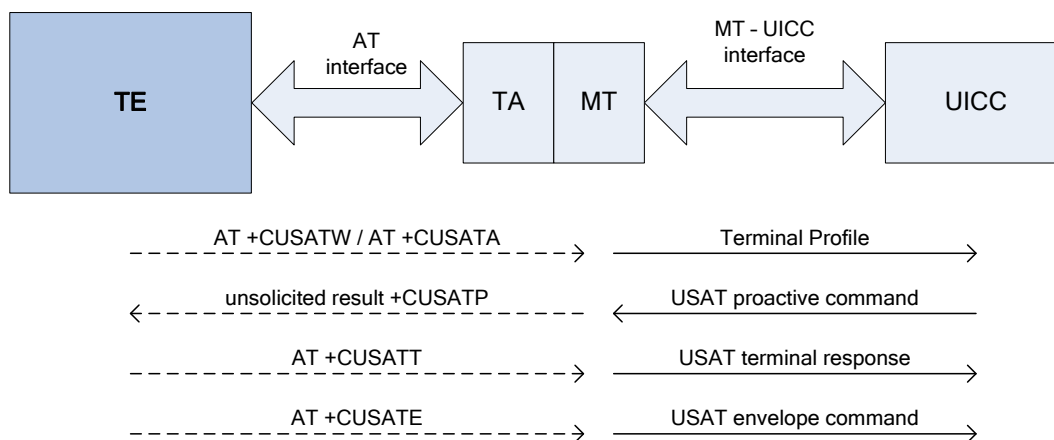 AT
interface
MT - UICC
interface
TE
TA
MT
UICC
AT +CUSATW / AT +CUSATA
Terminal Profile
unsolicited result +CUSATP
USAT proactive command
AT +CUSATT
USAT terminal response
AT +CUSATE
USAT envelope command